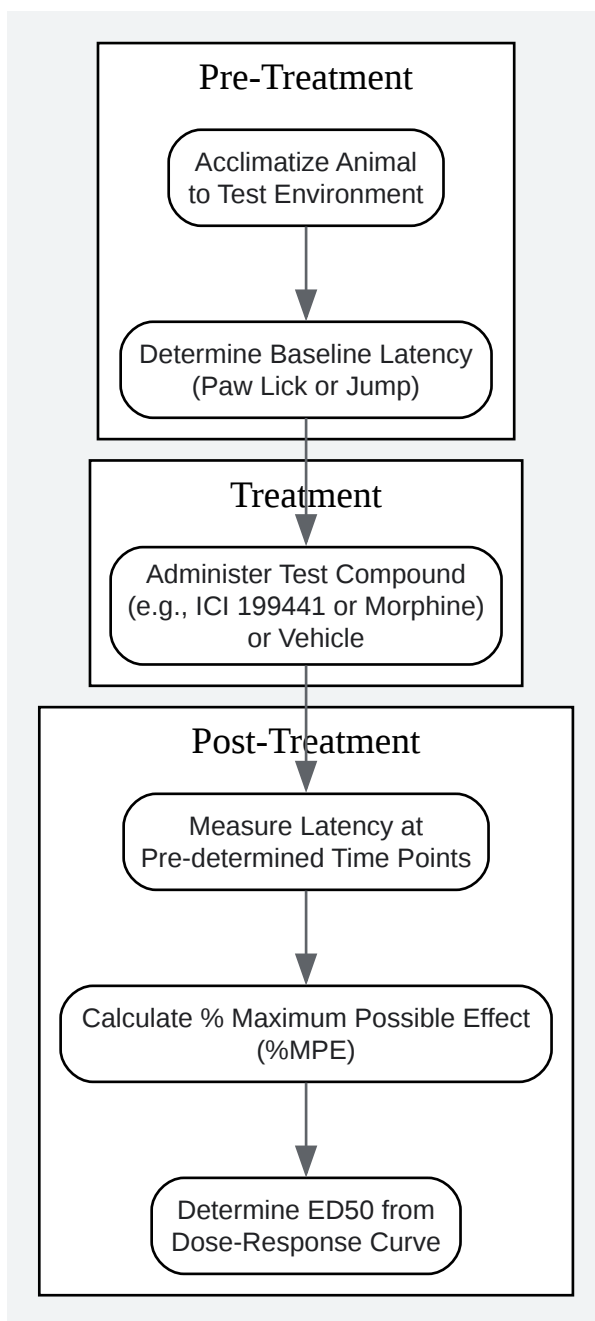 Pre-Treatment
Acclimatize Animal
to Test Environment
Determine Baseline Latency
(Paw Lick or Jump)
Treatment
Administer Test Compound
(e.g., ICI 199441 or Morphine)
or Vehicle
Post-Treatment
Measure Latency at
Pre-determined Time Points
Calculate % Maximum Possible Effect
(%MPE)
Determine ED50 from
Dose-Response Curve